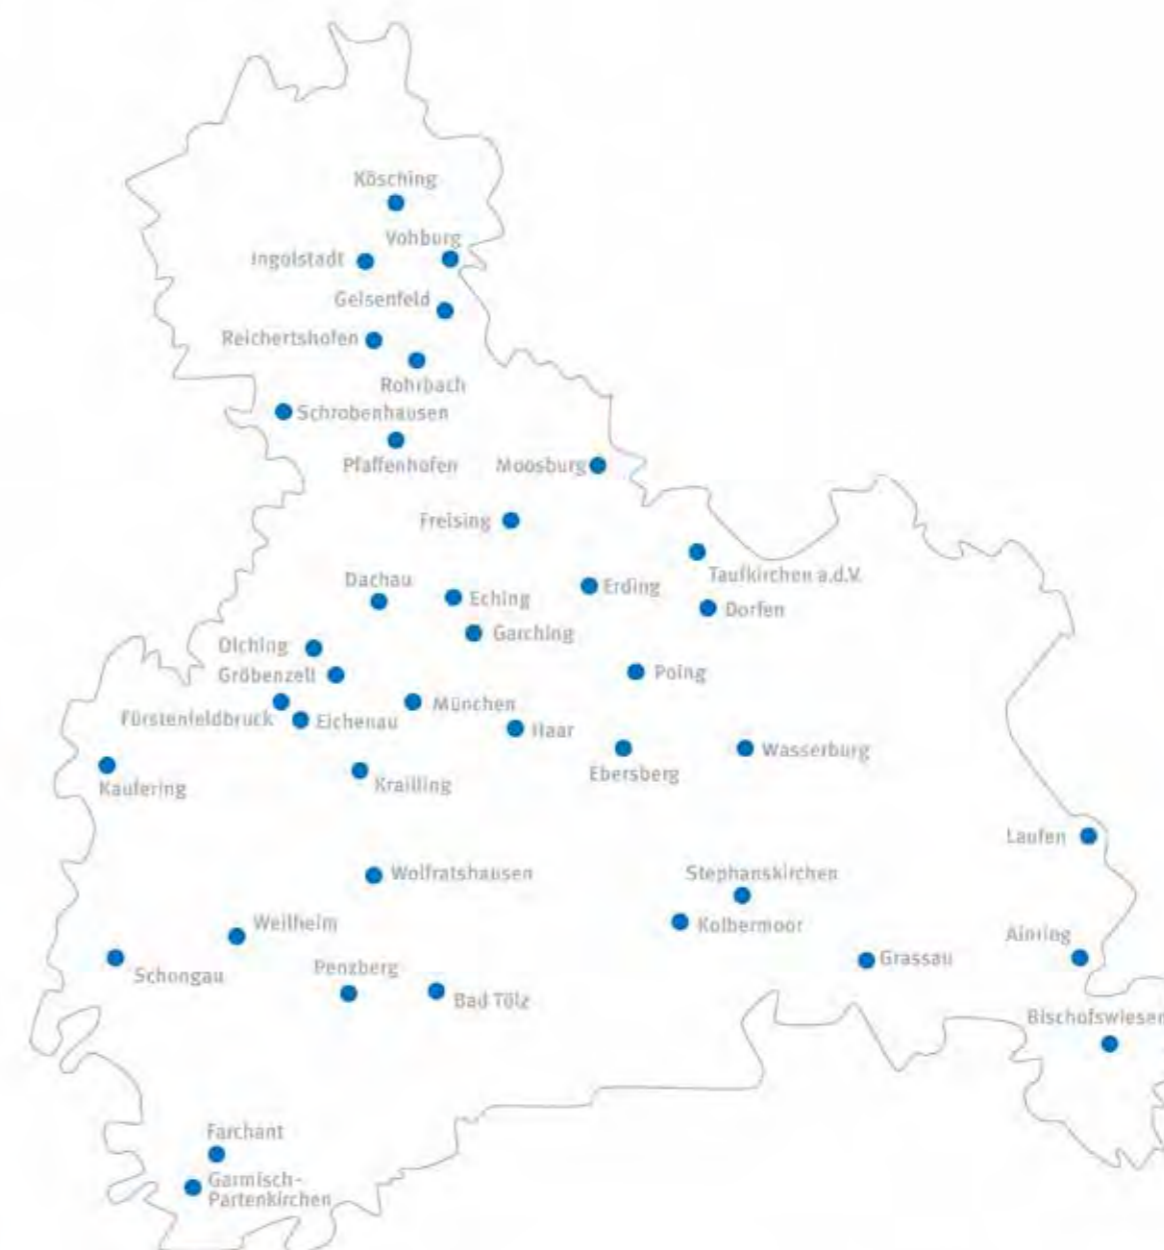 Kösching
Vohburg
Ingolstadt
Geisenfeld
Reichertshofen
Rohrbach
Schrobenhausen
Pfaffenhofen
Moosburg
Freising
Taufkirchen a.d.V.
Dachau
Erding
Eching
Dorfen
Garching
Olching
Gröbenzell
Poing
München
Fürstenfeldbruck
Eichenau
Haar
Wasserburg
Ebersberg
Kaufering
Krailling
Laufen
Wolfratshausen
Stephanskirchen
Weilheim
Kolbermoor
Ainring
Grassau
Penzberg
Schongau
Bad Tölz
Bischofswiesen
Farchant
Garmisch-
Partenkirchen